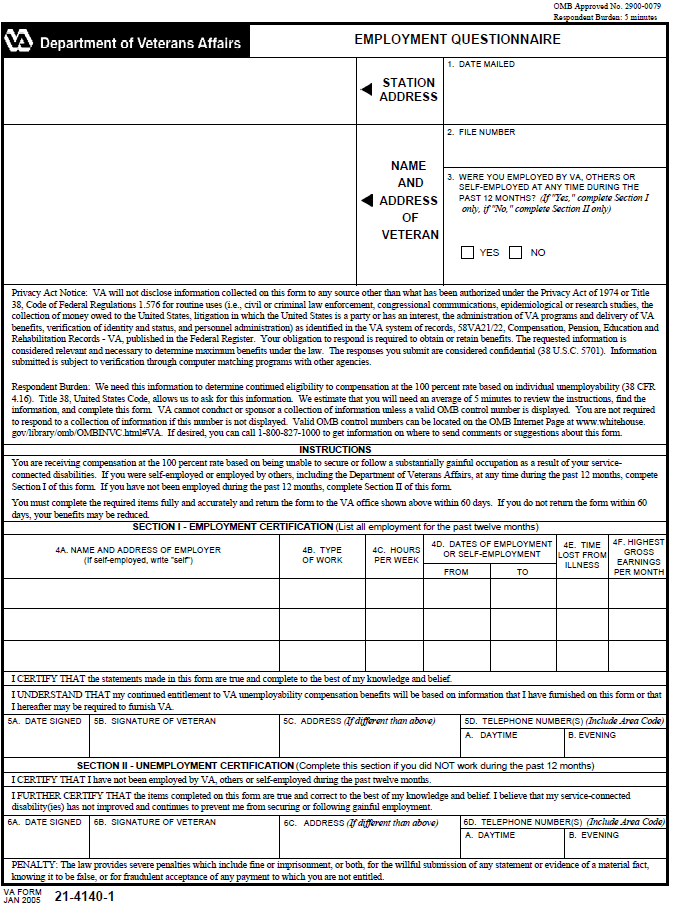 OMB Approved No. 2900-0079
Respondent Burden: 5 minutes
VA Department of Veterans Affairs
EMPLOYMENT QUESTIONNAIRE
STATION
ADDRESS
1. DATE MAILED
NAME
AND
ADDRESS
OF
VETERAN
2. FILE NUMBER
3. WERE YOU EMPLOYED BY VA, OTHERS OR
SELF-EMPLOYED AT ANY TIME DURING THE
PAST 12 MONTHS? (If "Yes," complete Section I
only, if "No," complete Section II only)
YES NO
Privacy Act Notice: VA will not disclose information collected on this form to any source other than what has been authorized under the Privacy Act of 1974 or Title
38, Code of Federal Regulations 1.576 for routine uses (i.e., civil or criminal law enforcement, congressional communications, epidemiological or research studies, the
collection of money owed to the United States, litigation in which the United States is a party or has an interest, the administration of VA programs and delivery of VA
benefits, verification of identity and status, and personnel administration) as identified in the VA system of records, 58VA21/22, Compensation, Pension, Education and
Rehabilitation Records - VA, published in the Federal Register. Your obligation to respond is required to obtain or retain benefits. The requested information is
considered relevant and necessary to determine maximum benefits under the law. The responses you submit are considered confidential (38 U.S.C. 5701). Information
submitted is subject to verification through computer matching programs with other agencies.
Respondent Burden: We need this information to determine continued eligibility to compensation at the 100 percent rate based on individual unemployability (38 CFR
4.16). Title 38, United States Code, allows us to ask for this information. We estimate that you will need an average of 5 minutes to review the instructions, find the
information, and complete this form. VA cannot conduct or sponsor a collection of information unless a valid OMB control number is displayed. You are not required
to respond to a collection of information if this number is not displayed. Valid OMB control numbers can be located on the OMB Internet Page at www.whitehouse.
gov/library/omb/OMBINVC.html#VA. If desired, you can call 1-800-827-1000 to get information on where to send comments or suggestions about this form.
INSTRUCTIONS
You are receiving compensation at the 100 percent rate based on being unable to secure or follow a substantially gainful occupation as a result of your service-
connected disabilities. If you were self-employed or employed by others, including the Department of Veterans Affairs, at any time during the past 12 months, compete
Section I of this form. If you have not been employed during the past 12 months, complete Section II of this form.
You must complete the required items fully and accurately and return the form to the VA office shown above within 60 days. If you do not return the form within 60
days, your benefits may be reduced.
SECTION I - EMPLOYMENT CERTIFICATION (List all employment for the past twelve months)
4A. NAME AND ADDRESS OF EMPLOYER
(If self-employed, write "self")
4B. TYPE
OF WORK
4C. HOURS
PER WEEK
4D. DATES OF EMPLOYMENT
OR SELF-EMPLOYMENT
FROM TO
4E. TIME
LOST FROM
ILLNESS
4F. HIGHEST
GROSS
EARNINGS
PER MONTH
I CERTIFY THAT the statements made in this form are true and complete to the best of my knowledge and belief.
I UNDERSTAND THAT my continued entitlement to VA unemployability compensation benefits will be based on information that I have furnished on this form or that
I hereafter may be required to furnish VA.
5A. DATE SIGNED 5B. SIGNATURE OF VETERAN 5C. ADDRESS (If different than above) 5D. TELEPHONE NUMBER(S) (Include Area Code)
A. DAYTIME B. EVENING
SECTION II - UNEMPLOYMENT CERTIFICATION (Complete this section if you did NOT work during the past 12 months)
I CERTIFY THAT I have not been employed by VA, others or self-employed during the past twelve months.
I FURTHER CERTIFY THAT the items completed on this form are true and correct to the best of my knowledge and belief. I believe that my service-connected
disability(ies) has not improved and continues to prevent me from securing or following gainful employment.
6A. DATE SIGNED 6B. SIGNATURE OF VETERAN 6C. ADDRESS (If different than above) 6D. TELEPHONE NUMBER(S) (Include Area Code)
A. DAYTIME B. EVENING
PENALTY: The law provides severe penalties which include fine or imprisonment, or both, for the willful submission of any statement or evidence of a material fact,
knowing it to be false, or for fraudulent acceptance of any payment to which you are not entitled.
VA FORM
JAN 2005 21-4140-1